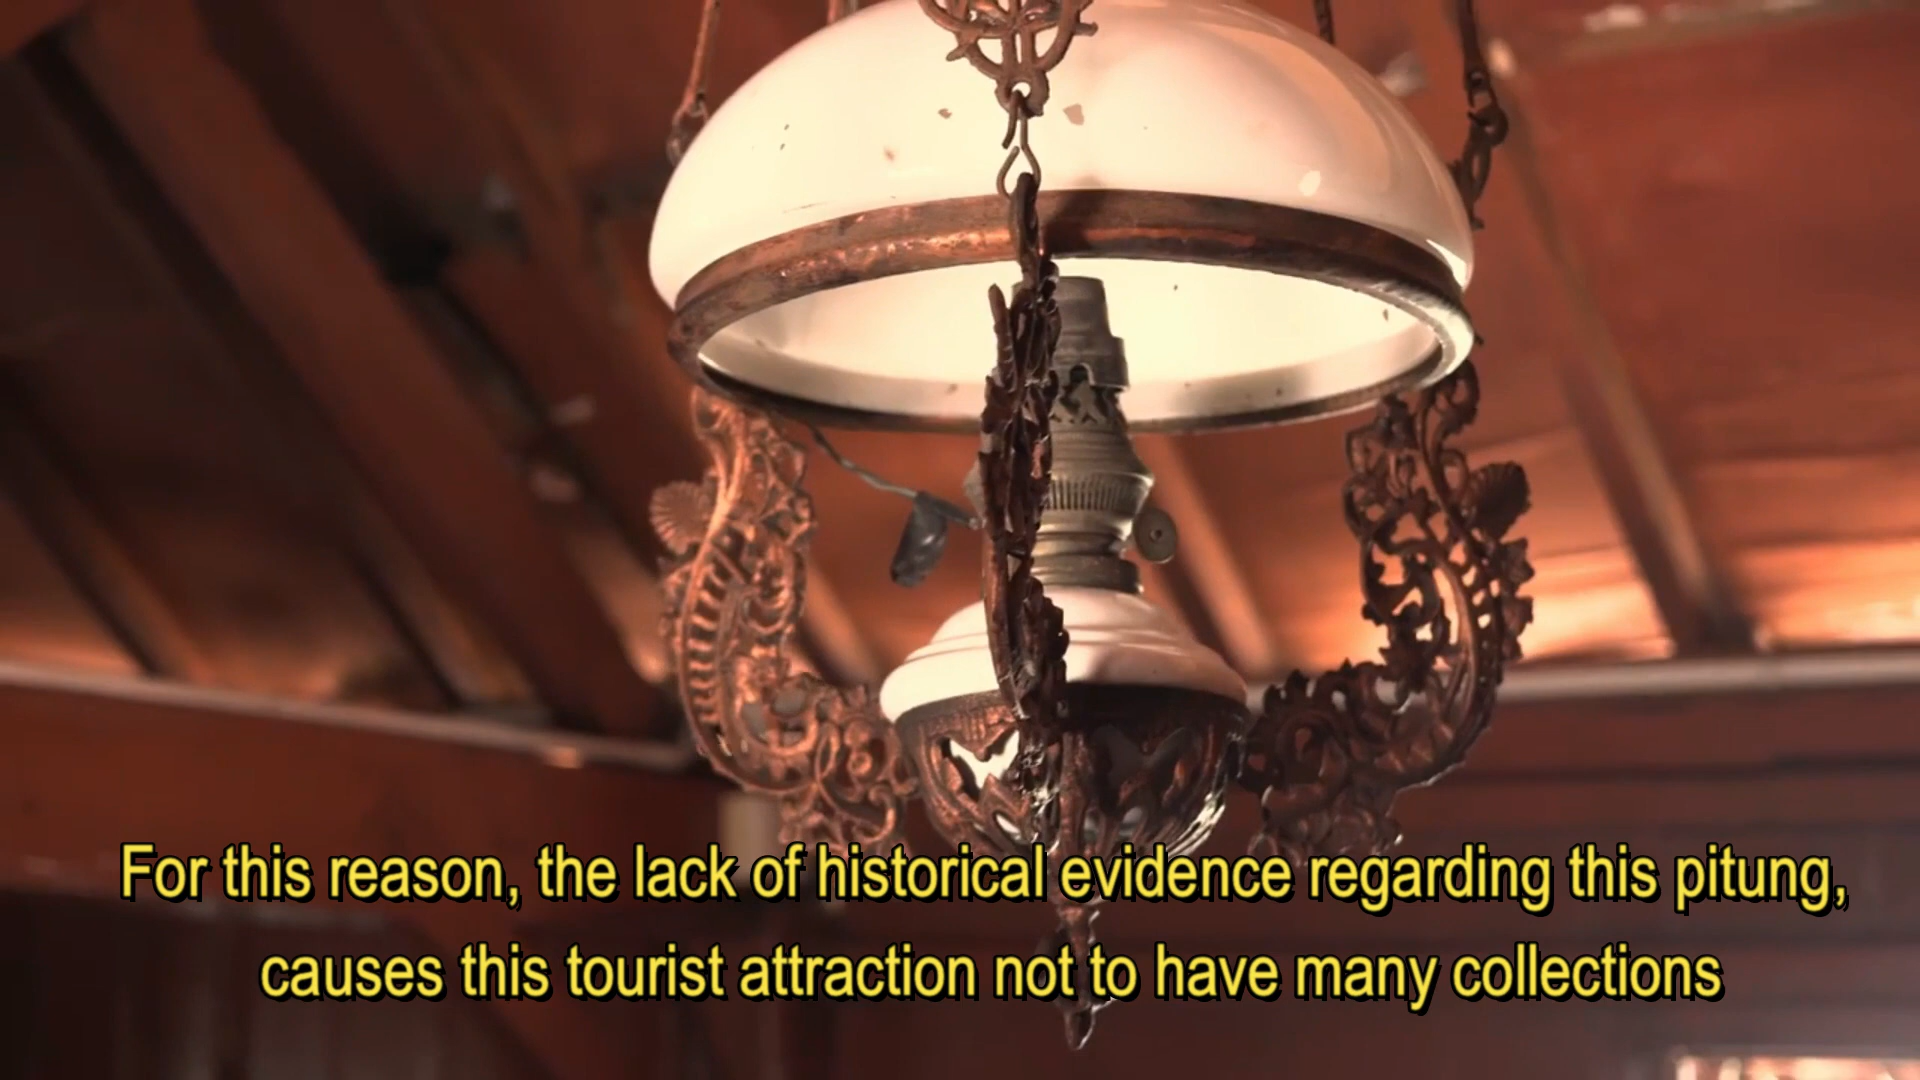 For this reason, the lack of historical evidence regarding this pitung,
causes this tourist attraction not to have many collections